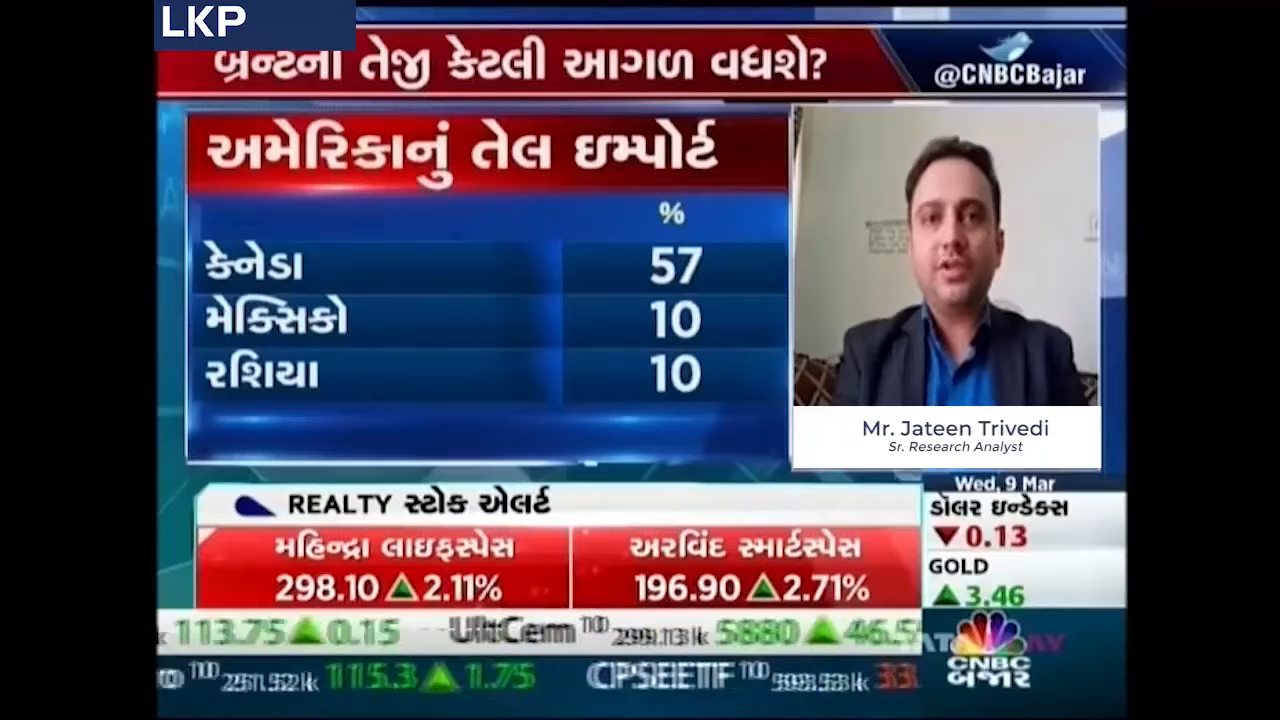 LKP
બ્રેન્ટની તેજી કેટલી આગળ વધશે?
@CNBCBajar
અમેરિકાનું તેલ ઇમ્પોર્ટ
%
કેનેડા 57
મેક્સિકો 10
રશિયા 10
Mr. Jateen Trivedi
Sr. Research Analyst
REALTY સ્ટોક એલર્ટ
મહિન્દ્રા લાઇફસ્પેસ
298.10 ▲ 2.11%
અરવિંદ સ્માર્ટસ્પેસ
196.90 ▲ 2.71%
Wed, 9 Mar
ડૉલર ઇન્ડેક્સ
▼ 0.13
GOLD
▲ 3.46
113.75 ▲ 0.15 UltCem 5880 ▲ 46.5
115.3 ▲ 1.75 CPSEETF 33
CNBC
બજાર